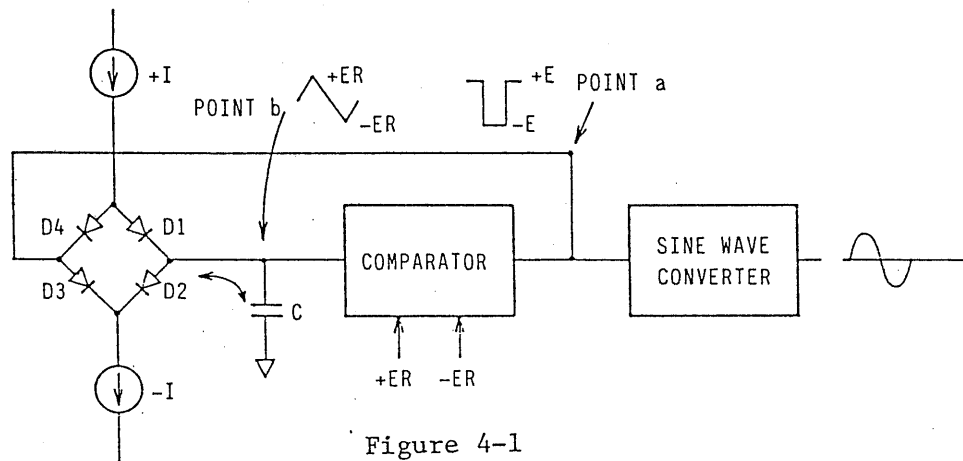 +I
POINT b
+ER
-ER
+E
-E
POINT a
D4
D1
D3
D2
C
COMPARATOR
SINE WAVE
CONVERTER
+ER
-ER
-I
Figure 4-1